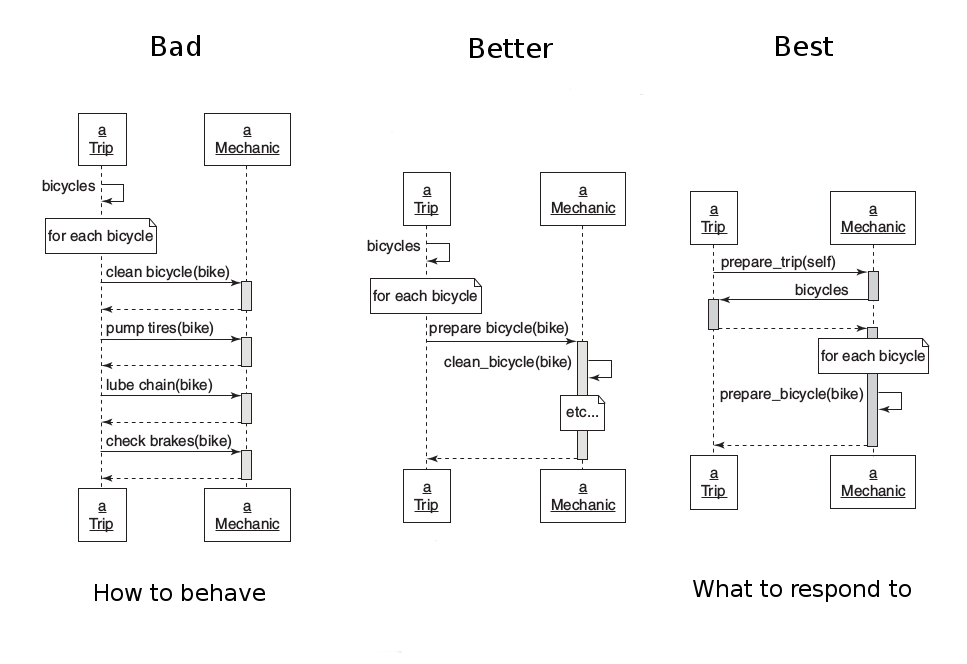 Bad
a
Trip
a
Mechanic
bicycles
for each bicycle
clean bicycle(bike)
pump tires(bike)
lube chain(bike)
check brakes(bike)
a
Trip
a
Mechanic
How to behave
Better
a
Trip
a
Mechanic
bicycles
for each bicycle
prepare bicycle(bike)
clean_bicycle(bike)
etc...
a
Trip
a
Mechanic
Best
a
Trip
a
Mechanic
prepare_trip(self)
bicycles
for each bicycle
prepare_bicycle(bike)
a
Trip
a
Mechanic
What to respond to